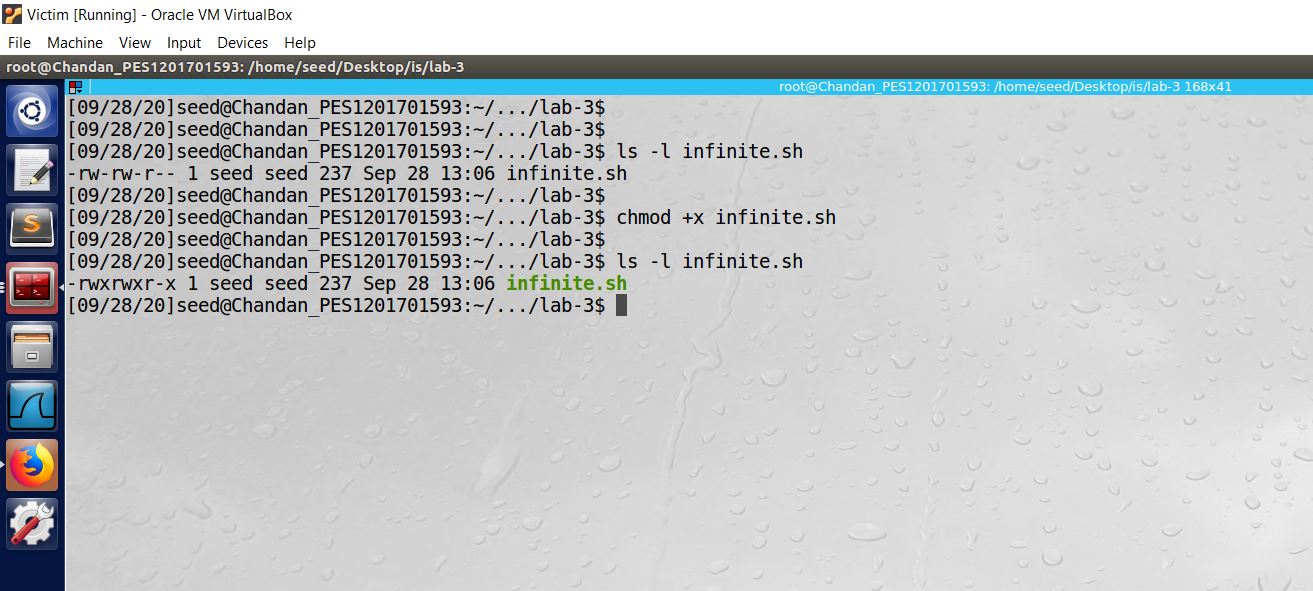 Victim [Running] - Oracle VM VirtualBox
File Machine View Input Devices Help
root@Chandan_PES1201701593: /home/seed/Desktop/is/lab-3
root@Chandan_PES1201701593: /home/seed/Desktop/is/lab-3 168x41
[09/28/20]seed@Chandan_PES1201701593:~/.../lab-3$
[09/28/20]seed@Chandan_PES1201701593:~/.../lab-3$
[09/28/20]seed@Chandan_PES1201701593:~/.../lab-3$ ls -l infinite.sh
-rw-rw-r-- 1 seed seed 237 Sep 28 13:06 infinite.sh
[09/28/20]seed@Chandan_PES1201701593:~/.../lab-3$
[09/28/20]seed@Chandan_PES1201701593:~/.../lab-3$ chmod +x infinite.sh
[09/28/20]seed@Chandan_PES1201701593:~/.../lab-3$
[09/28/20]seed@Chandan_PES1201701593:~/.../lab-3$ ls -l infinite.sh
-rwxrwxr-x 1 seed seed 237 Sep 28 13:06 infinite.sh
[09/28/20]seed@Chandan_PES1201701593:~/.../lab-3$